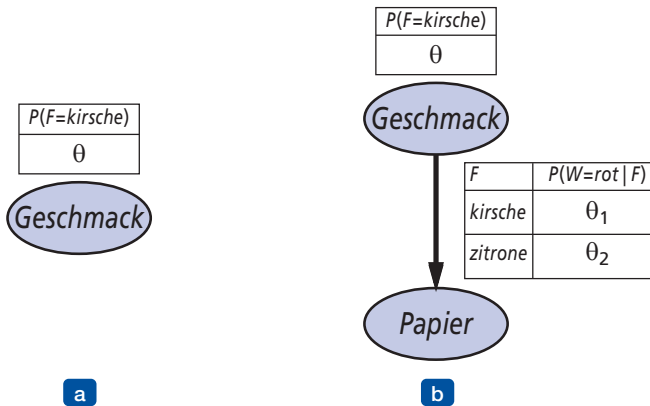 P(F=kirsche)
θ
Geschmack
a
P(F=kirsche)
θ
Geschmack
F P(W=rot | F)
kirsche θ1
zitrone θ2
Papier
b